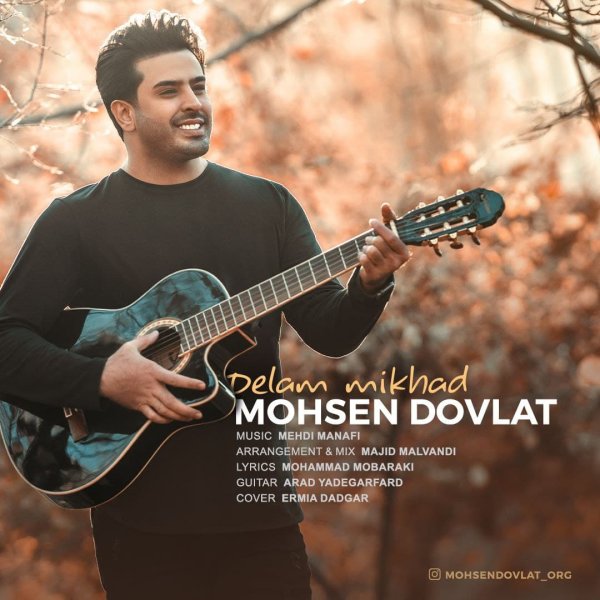 Delam mikhad
MOHSEN DOVLAT
MUSIC MEHDI MANAFI
ARRANGEMENT & MIX MAJID MALVANDI
LYRICS MOHAMMAD MOBARAKI
GUITAR ARAD YADEGARFARD
COVER ERMIA DADGAR
MOHSENDOVLAT_ORG